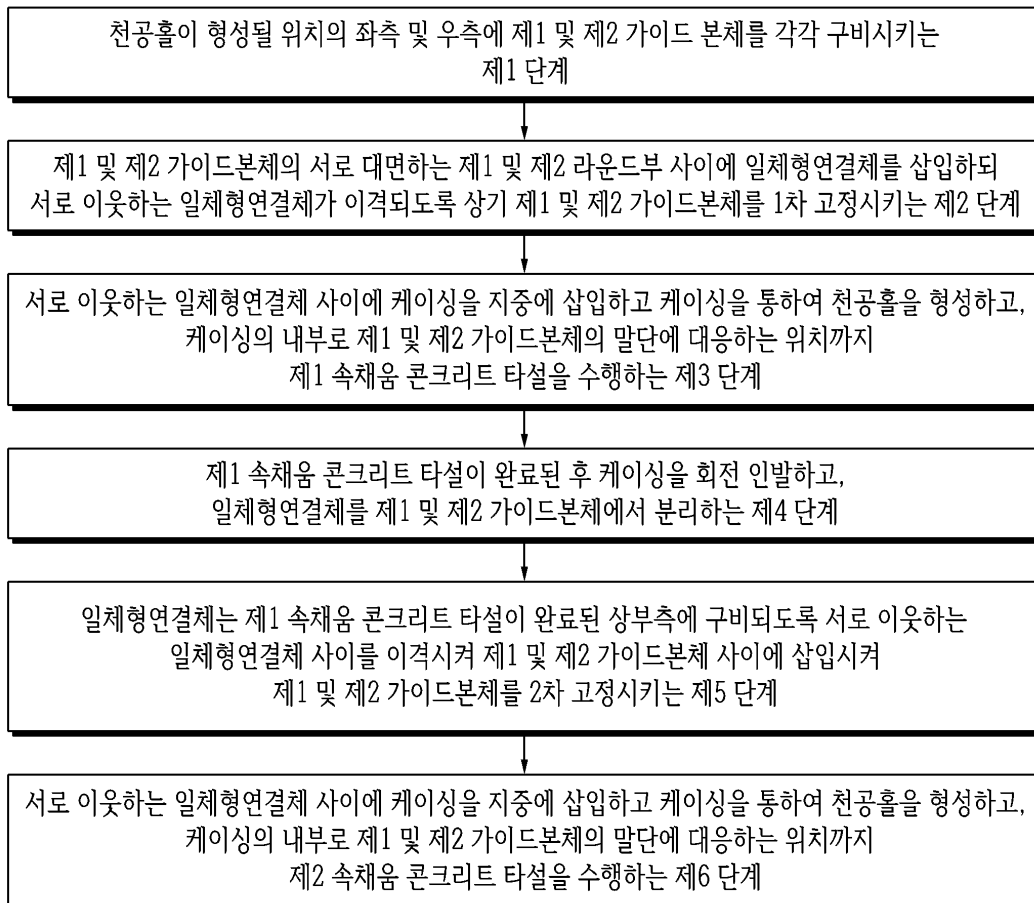 천공홀이 형성될 위치의 좌측 및 우측에 제1 및 제2 가이드 본체를 각각 구비시키는
제1 단계
제1 및 제2 가이드본체의 서로 대면하는 제1 및 제2 라운드부 사이에 일체형연결체를 삽입하되
서로 이웃하는 일체형연결체가 이격되도록 상기 제1 및 제2 가이드본체를 1차 고정시키는 제2 단계
서로 이웃하는 일체형연결체 사이에 케이싱을 지중에 삽입하고 케이싱을 통하여 천공홀을 형성하고,
케이싱의 내부로 제1 및 제2 가이드본체의 말단에 대응하는 위치까지
제1 속채움 콘크리트 타설을 수행하는 제3 단계
제1 속채움 콘크리트 타설이 완료된 후 케이싱을 회전 인발하고,
일체형연결체를 제1 및 제2 가이드본체에서 분리하는 제4 단계
일체형연결체는 제1 속채움 콘크리트 타설이 완료된 상부측에 구비되도록 서로 이웃하는
일체형연결체 사이를 이격시켜 제1 및 제2 가이드본체 사이에 삽입시켜
제1 및 제2 가이드본체를 2차 고정시키는 제5 단계
서로 이웃하는 일체형연결체 사이에 케이싱을 지중에 삽입하고 케이싱을 통하여 천공홀을 형성하고,
케이싱의 내부로 제1 및 제2 가이드본체의 말단에 대응하는 위치까지
제2 속채움 콘크리트 타설을 수행하는 제6 단계